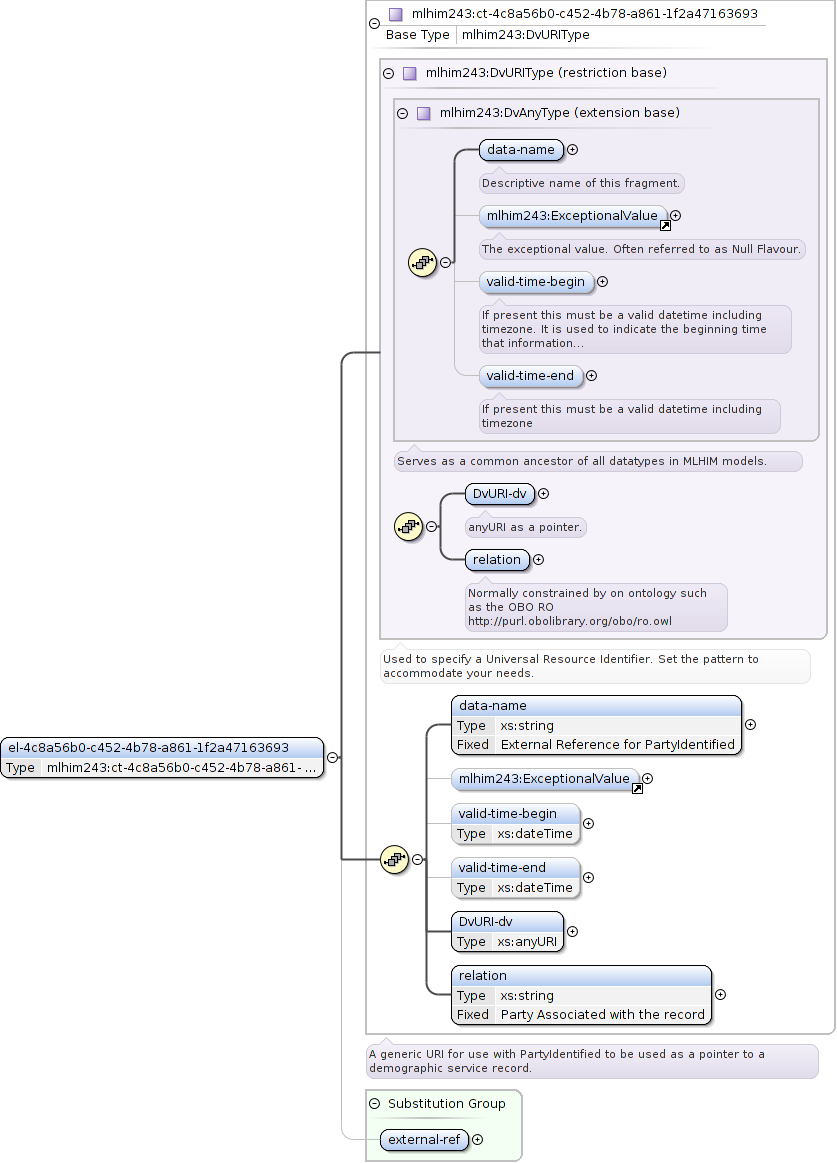 mlhim243:ct-4c8a56b0-c452-4b78-a861-1f2a47163693
Base Type mlhim243:DvURIType
mlhim243:DvURIType (restriction base)
mlhim243:DvAnyType (extension base)
data-name
Descriptive name of this fragment.
mlhim243:ExceptionalValue
The exceptional value. Often referred to as Null Flavour.
valid-time-begin
If present this must be a valid datetime including
timezone. It is used to indicate the beginning time
that information...
valid-time-end
If present this must be a valid datetime including
timezone
Serves as a common ancestor of all datatypes in MLHIM models.
DvURI-dv
anyURI as a pointer.
relation
Normally constrained by on ontology such
as the OBO RO
http://purl.obolibrary.org/obo/ro.owl
Used to specify a Universal Resource Identifier. Set the pattern to
accommodate your needs.
el-4c8a56b0-c452-4b78-a861-1f2a47163693
Type mlhim243:ct-4c8a56b0-c452-4b78-a861- ...
data-name
Type xs:string
Fixed External Reference for PartyIdentified
mlhim243:ExceptionalValue
valid-time-begin
Type xs:dateTime
valid-time-end
Type xs:dateTime
DvURI-dv
Type xs:anyURI
relation
Type xs:string
Fixed Party Associated with the record
A generic URI for use with PartyIdentified to be used as a pointer to a
demographic service record.
Substitution Group
external-ref